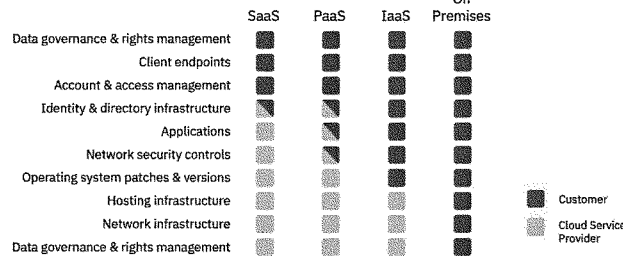 On
SaaS PaaS IaaS Premises
Data governance & rights management
Client endpoints
Account & access management
Identity & directory infrastructure
Applications
Network security controls
Operating system patches & versions
Hosting infrastructure
Network infrastructure
Data governance & rights management
Customer
Cloud Service
Provider